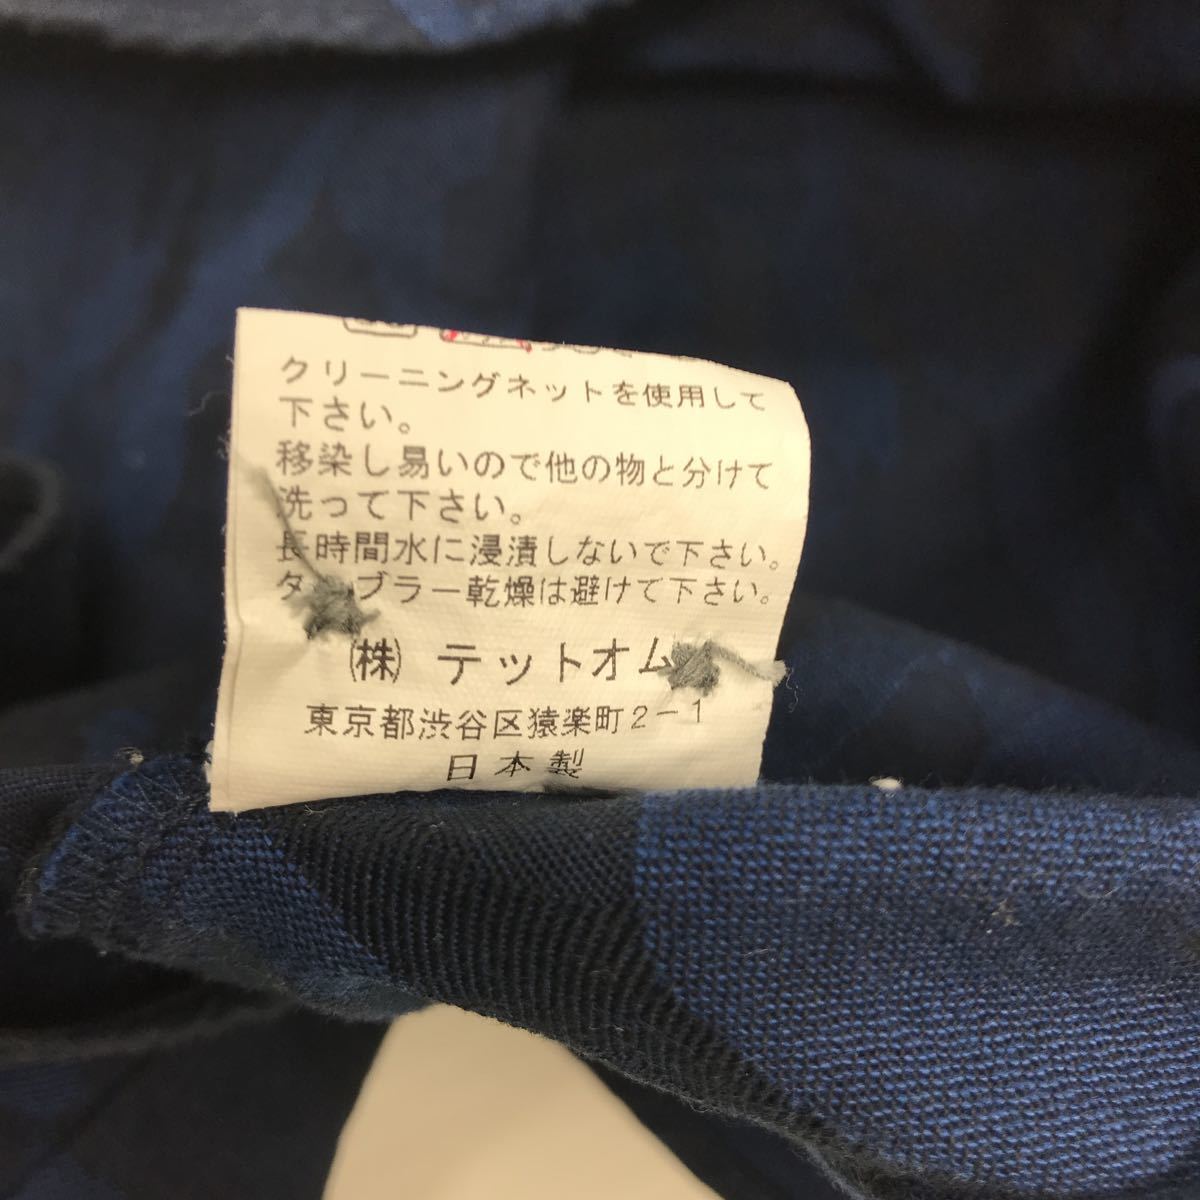 クリーニングネットを使用して
下さい。
移染し易いので他の物と分けて
洗って下さい。
長時間水に浸漬しないで下さい。
タンブラー乾燥は避けて下さい。
㈱ テットオム
東京都渋谷区猿楽町2-1
日本製